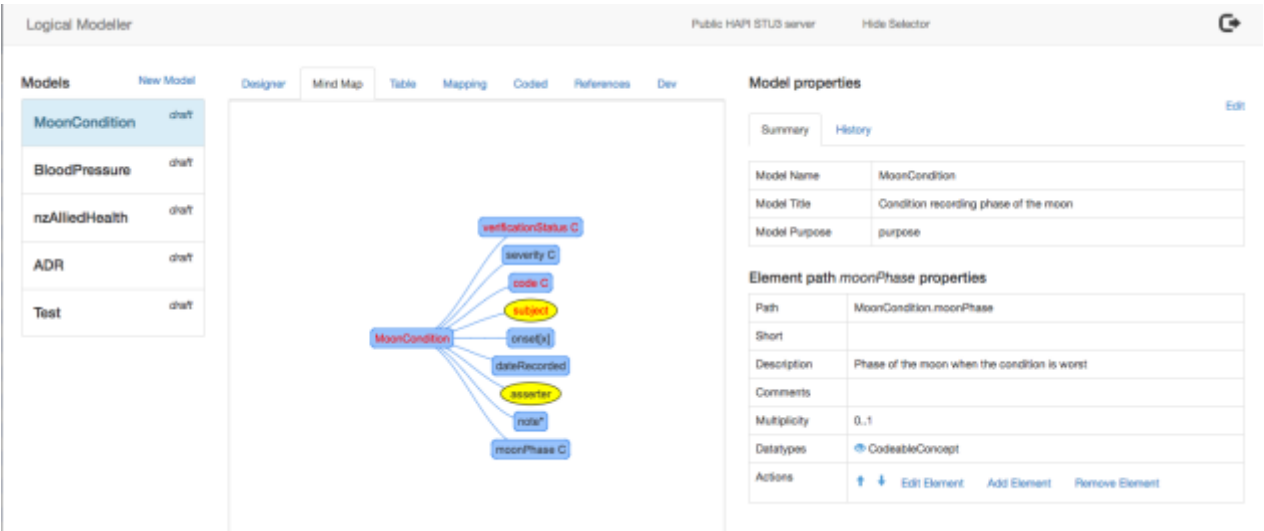 Logical Modeller Public HAPI STU3 server Hide Selector
Models New Model
MoonCondition draft
BloodPressure draft
nzAlliedHealth draft
ADR draft
Test draft
Designer Mind Map Table Mapping Coded References Dev
verificationStatus C
severity C
code C
subject
MoonCondition onset[x]
dateRecorded
asserter
note*
moonPhase C
Model properties
Edit
Summary History
Model Name MoonCondition
Model Title Condition recording phase of the moon
Model Purpose purpose
Element path moonPhase properties
Path MoonCondition.moonPhase
Short
Description Phase of the moon when the condition is worst
Comments
Multiplicity 0..1
Datatypes CodeableConcept
Actions Edit Element Add Element Remove Element